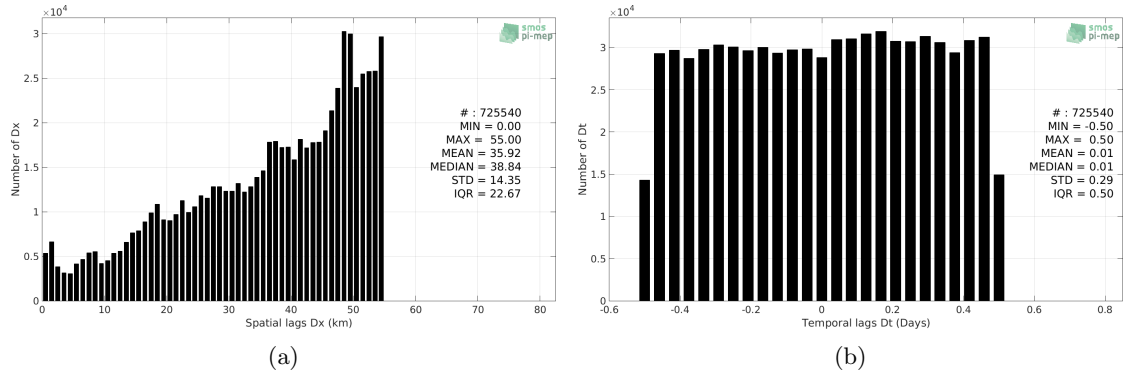 ×10⁴
3
2.5
2
1.5
1
0.5
0
0 10 20 30 40 50 60 70 80
Number of Dx
Spatial lags Dx (km)
smos
pi-mep
# : 725540
MIN = 0.00
MAX = 55.00
MEAN = 35.92
MEDIAN = 38.84
STD = 14.35
IQR = 22.67
(a)
×10⁴
3
2.5
2
1.5
1
0.5
0
-0.6 -0.4 -0.2 0 0.2 0.4 0.6 0.8
Number of Dt
Temporal lags Dt (Days)
smos
pi-mep
# : 725540
MIN = -0.50
MAX = 0.50
MEAN = 0.01
MEDIAN = 0.01
STD = 0.29
IQR = 0.50
(b)